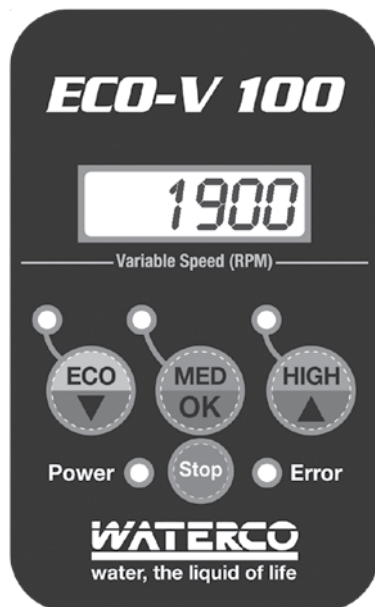 ECO-V 100
1900
Variable Speed (RPM)
ECO MED HIGH
▼ OK ▲
Power Stop Error
WATERCO
water, the liquid of life